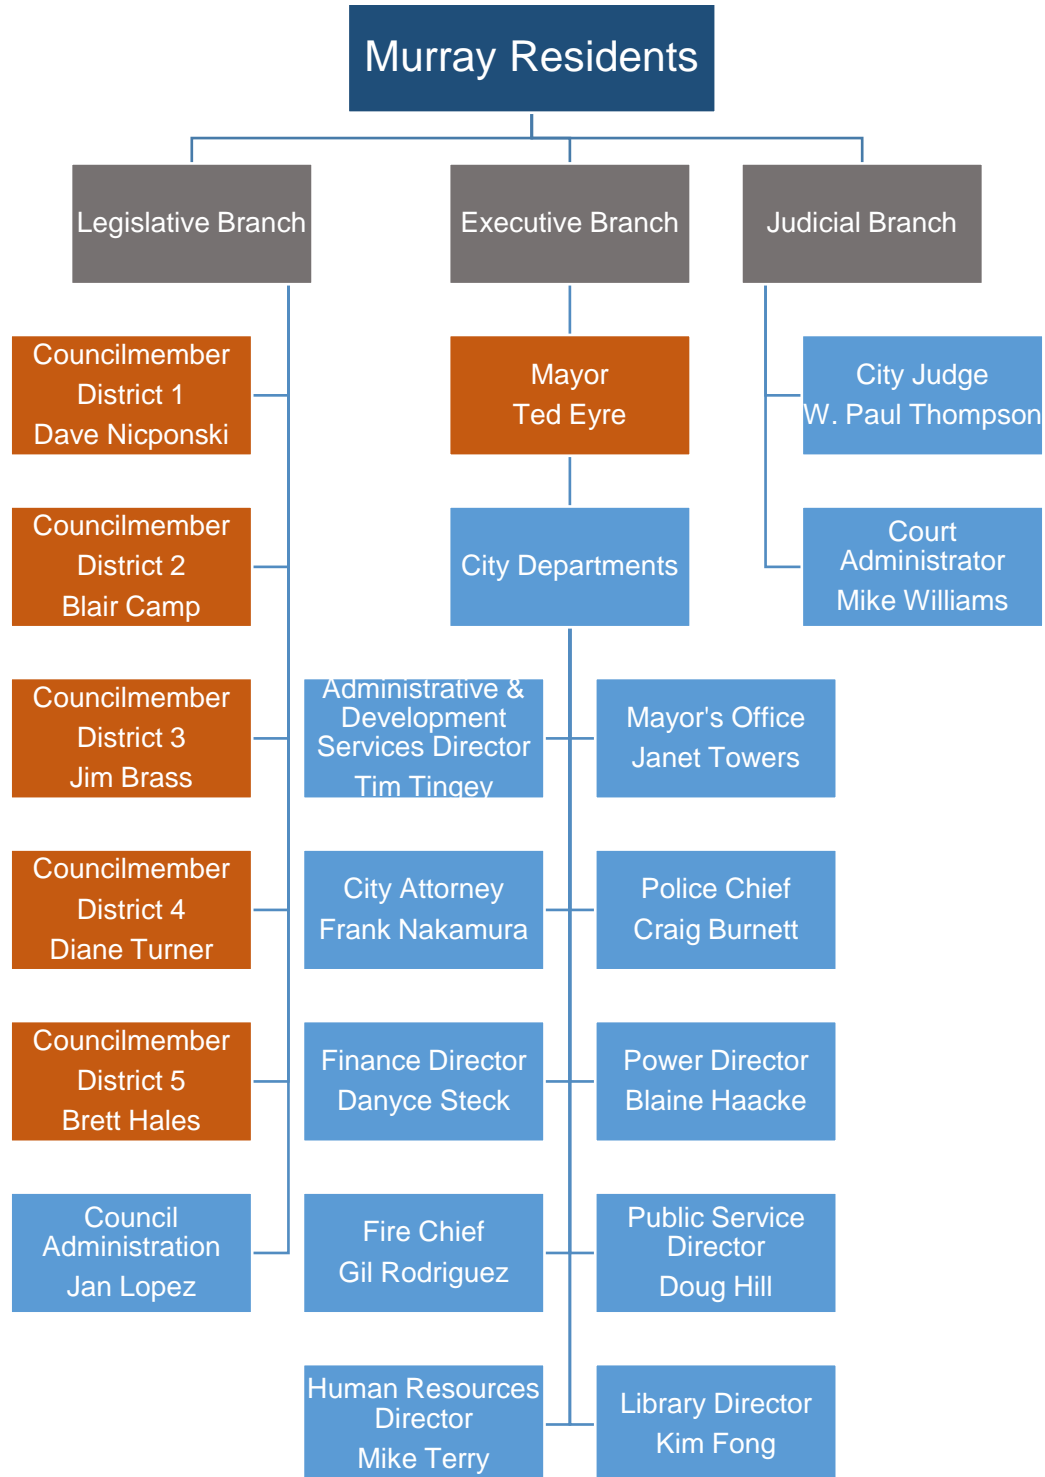 Murray Residents
Legislative Branch
Executive Branch
Judicial Branch
Councilmember
District 1
Dave Nicponski
Mayor
Ted Eyre
City Judge
W. Paul Thompson
Councilmember
District 2
Blair Camp
City Departments
Court
Administrator
Mike Williams
Councilmember
District 3
Jim Brass
Administrative &
Development
Services Director
Tim Tingey
Mayor's Office
Janet Towers
Councilmember
District 4
Diane Turner
City Attorney
Frank Nakamura
Police Chief
Craig Burnett
Councilmember
District 5
Brett Hales
Finance Director
Danyce Steck
Power Director
Blaine Haacke
Council
Administration
Jan Lopez
Fire Chief
Gil Rodriguez
Public Service
Director
Doug Hill
Human Resources
Director
Mike Terry
Library Director
Kim Fong